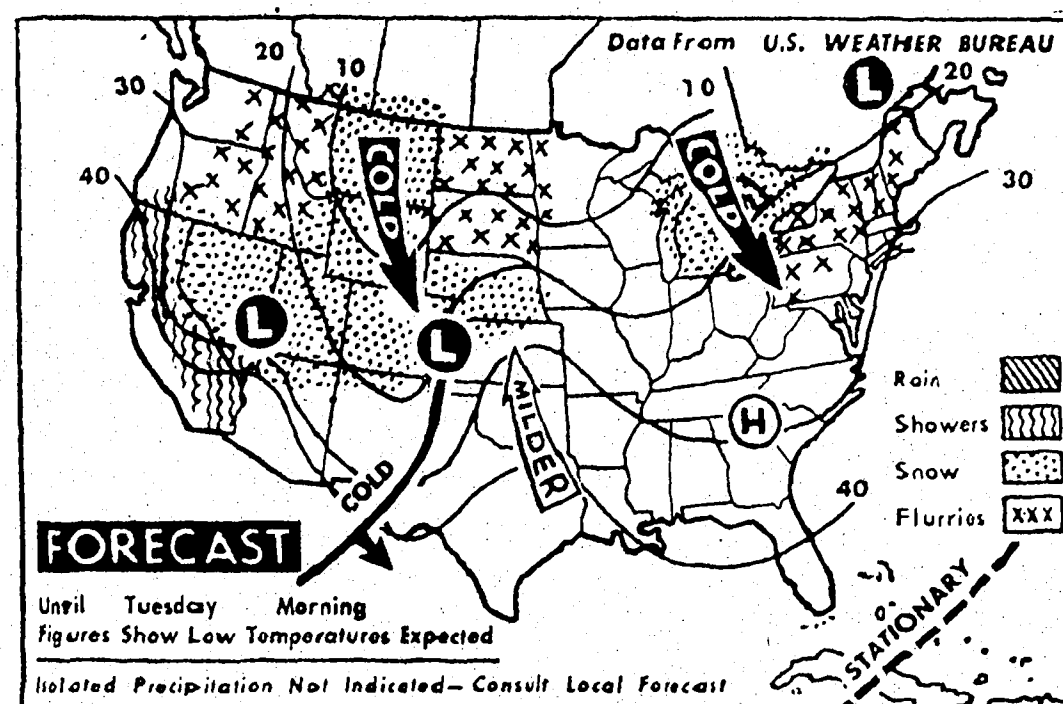 Data From U.S. WEATHER BUREAU
20
10
30
10
L
20
COLD
COLD
40
30
L
L
MILDER
H
Rain
Showers
Snow
Flurries
COLD
40
FORECAST
Until Tuesday Morning
Figures Show Low Temperatures Expected
STATIONARY
Isolated Precipitation Not Indicated— Consult Local Forecast